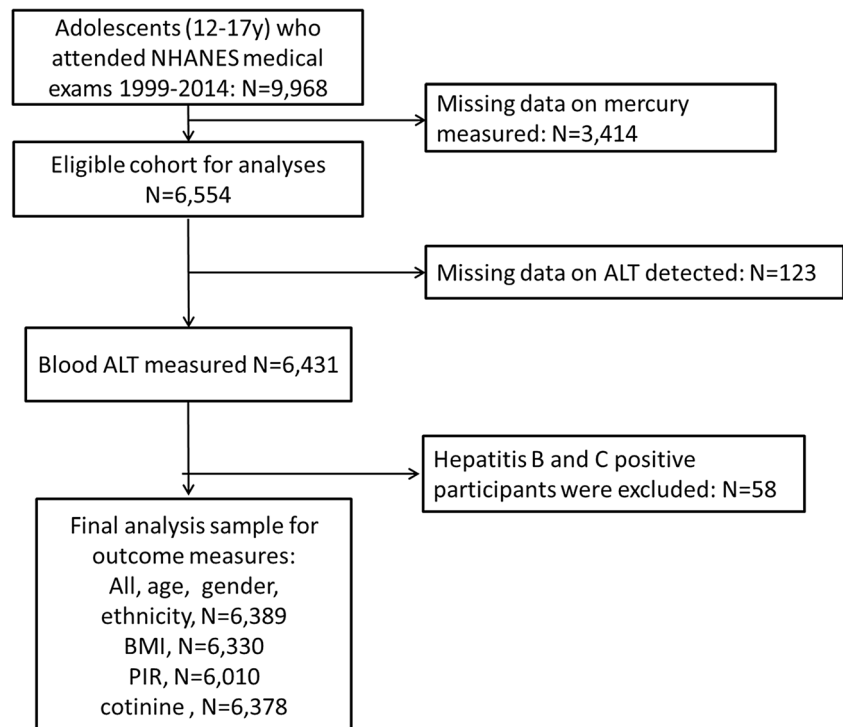 Adolescents (12-17y) who
attended NHANES medical
exams 1999-2014: N=9,968
Missing data on mercury
measured: N=3,414
Eligible cohort for analyses
N=6,554
Missing data on ALT detected: N=123
Blood ALT measured N=6,431
Hepatitis B and C positive
participants were excluded: N=58
Final analysis sample for
outcome measures:
All, age, gender,
ethnicity, N=6,389
BMI, N=6,330
PIR, N=6,010
cotinine , N=6,378